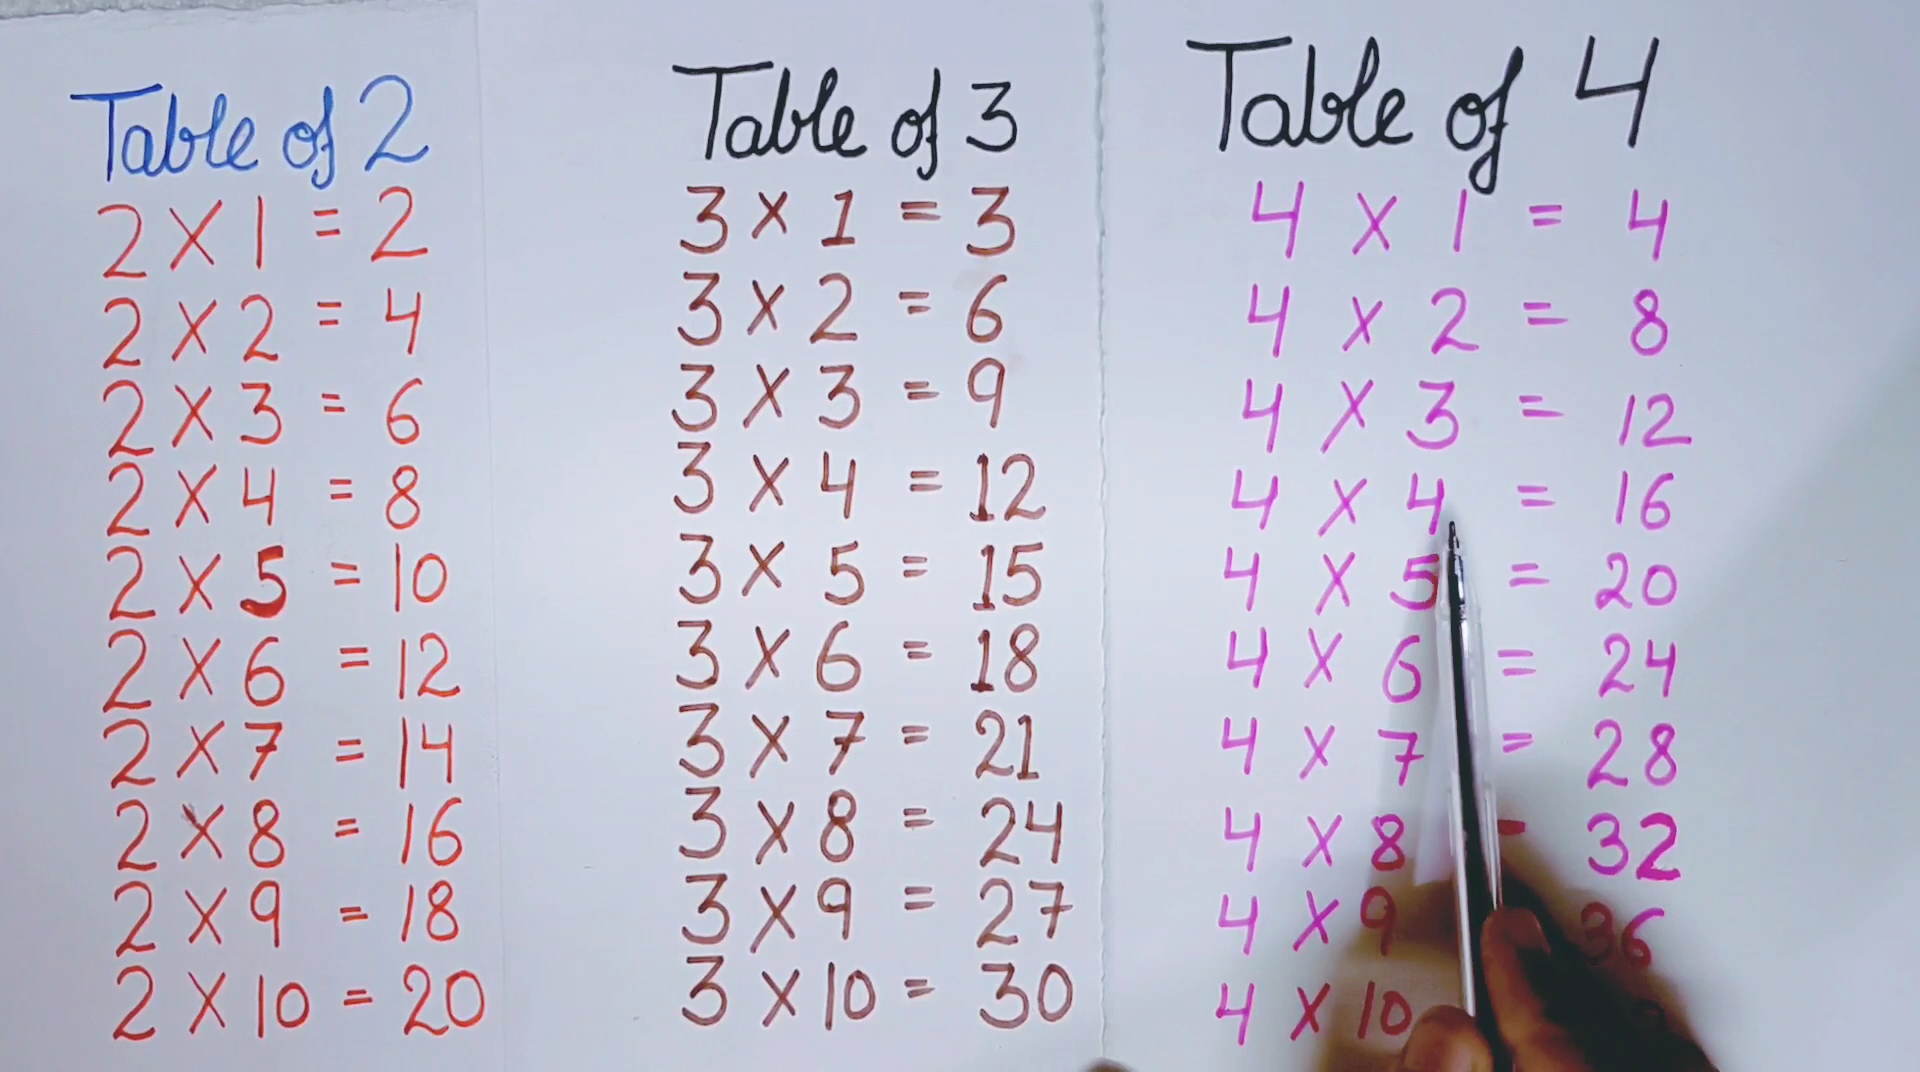 Table of 2
2 X 1 = 2
2 X 2 = 4
2 X 3 = 6
2 X 4 = 8
2 X 5 = 10
2 X 6 = 12
2 X 7 = 14
2 X 8 = 16
2 X 9 = 18
2 X 10 = 20
Table of 3
3 X 1 = 3
3 X 2 = 6
3 X 3 = 9
3 X 4 = 12
3 X 5 = 15
3 X 6 = 18
3 X 7 = 21
3 X 8 = 24
3 X 9 = 27
3 X 10 = 30
Table of 4
4 X 1 = 4
4 X 2 = 8
4 X 3 = 12
4 X 4 = 16
4 X 5 = 20
4 X 6 = 24
4 X 7 = 28
4 X 8 = 32
4 X 9 36
4 X 10